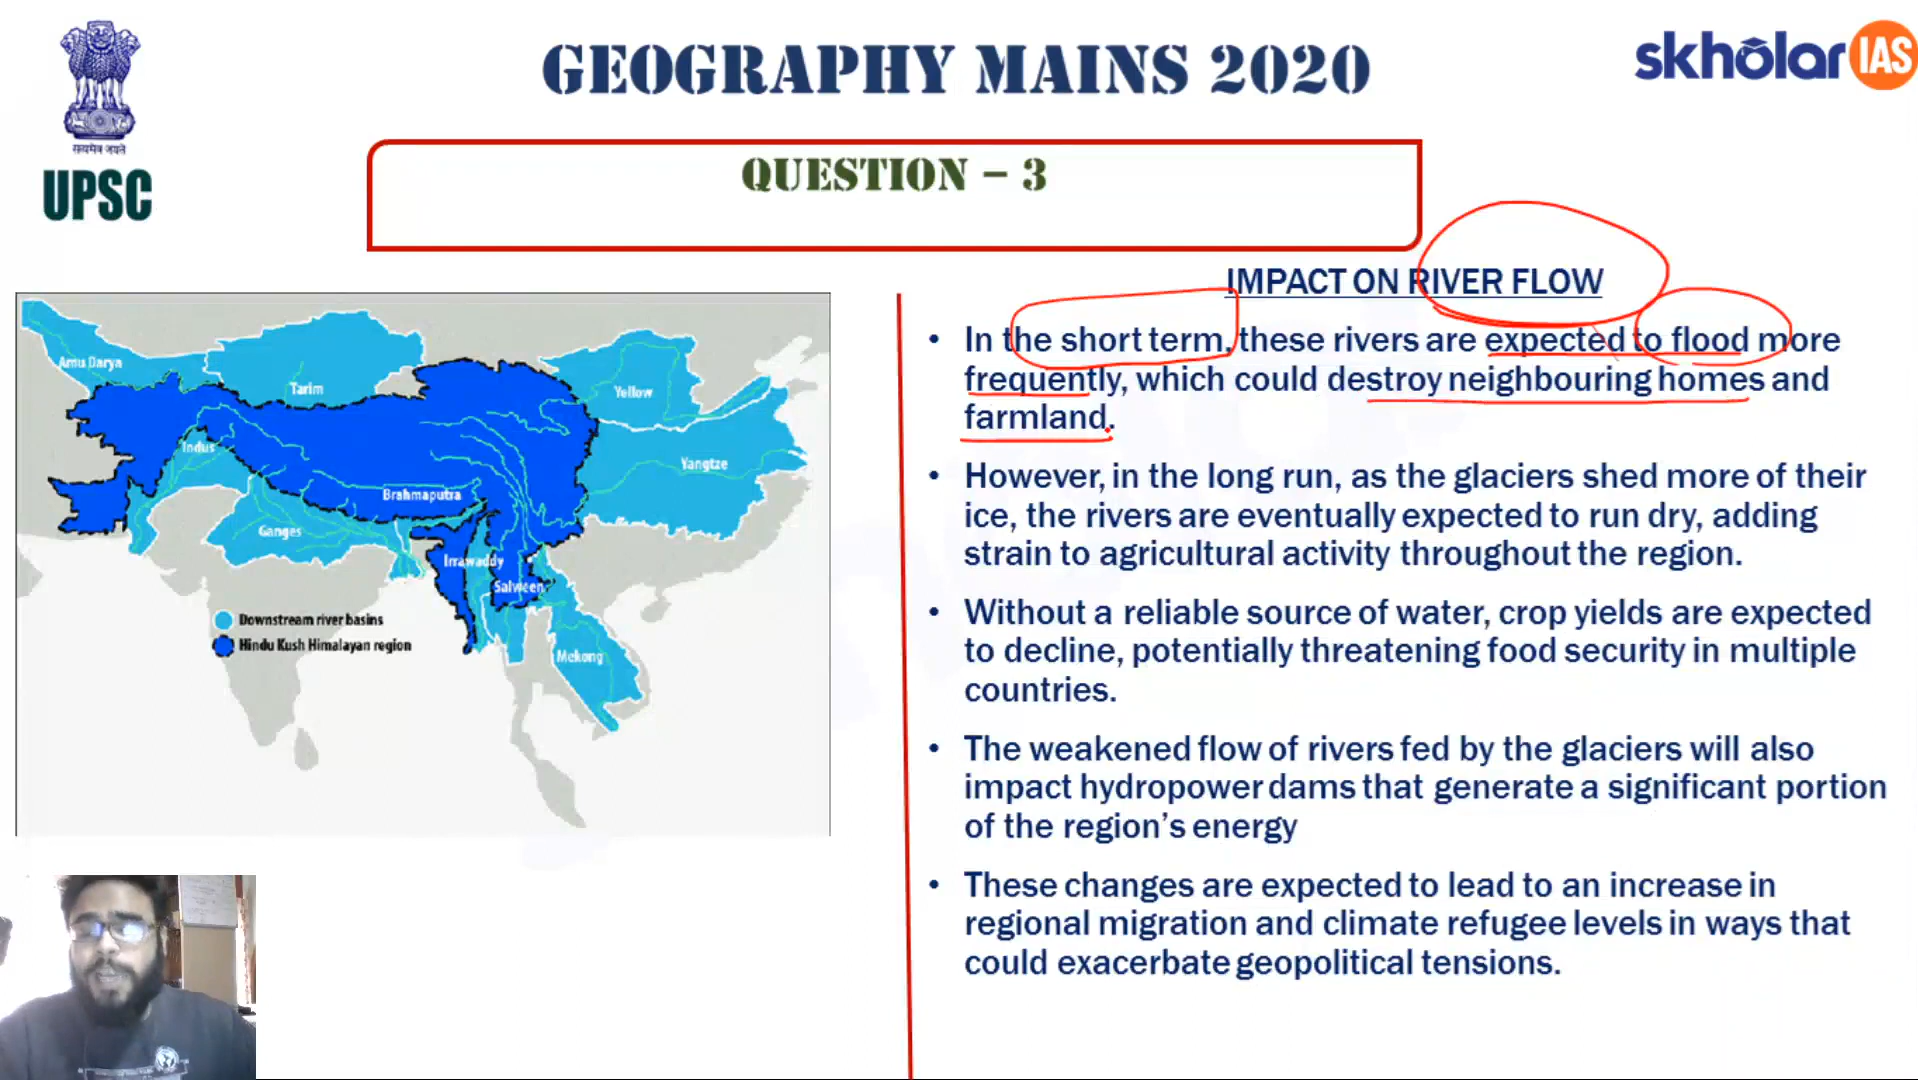 GEOGRAPHY MAINS 2020
skholar IAS
सत्यमेव जयते
UPSC
QUESTION – 3
IMPACT ON RIVER FLOW
• In the short term, these rivers are expected to flood more
frequently, which could destroy neighbouring homes and
farmland.
• However, in the long run, as the glaciers shed more of their
ice, the rivers are eventually expected to run dry, adding
strain to agricultural activity throughout the region.
• Without a reliable source of water, crop yields are expected
to decline, potentially threatening food security in multiple
countries.
• The weakened flow of rivers fed by the glaciers will also
impact hydropower dams that generate a significant portion
of the region's energy
• These changes are expected to lead to an increase in
regional migration and climate refugee levels in ways that
could exacerbate geopolitical tensions.
Amu Darya
Tarim
Yellow
Indus
Yangtze
Brahmaputra
Ganges
Irrawaddy
Salween
Mekong
Downstream river basins
Hindu Kush Himalayan region